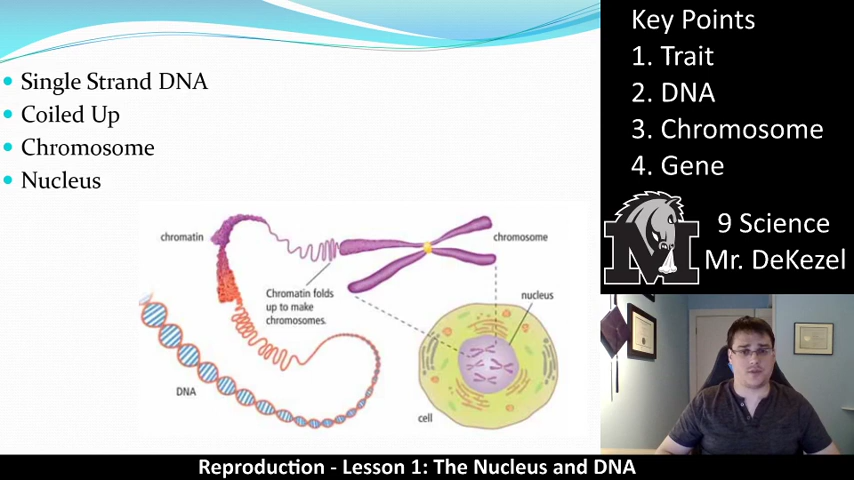 Single Strand DNA
Coiled Up
Chromosome
Nucleus
chromatin
chromosome
Chromatin folds
up to make
chromosomes.
nucleus
DNA
cell
Key Points
1. Trait
2. DNA
3. Chromosome
4. Gene
M
9 Science
Mr. DeKezel
Reproduction - Lesson 1: The Nucleus and DNA